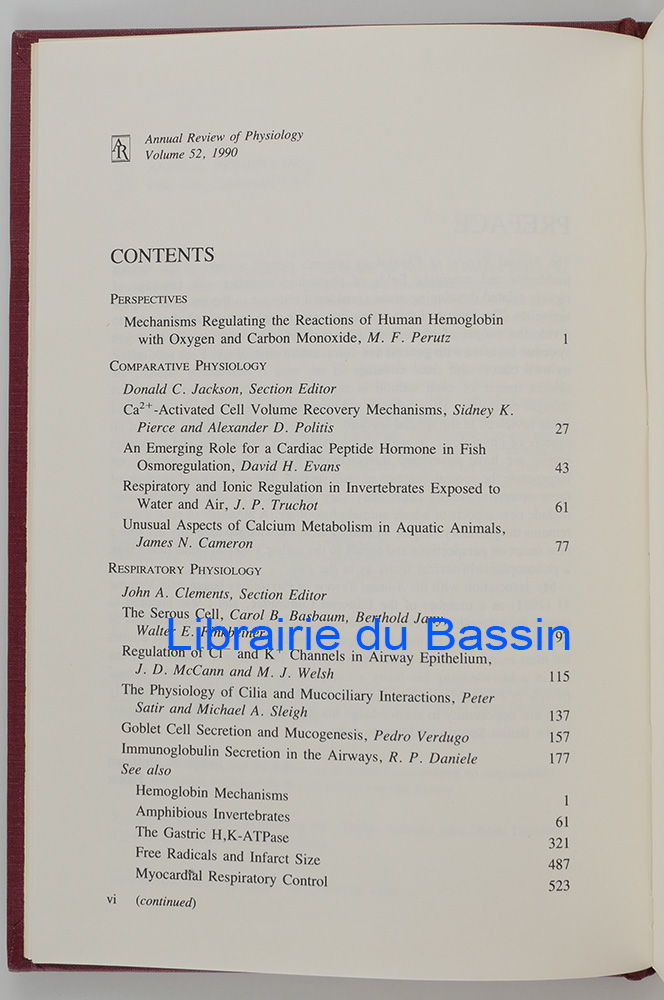 AR
Annual Review of Physiology
Volume 52, 1990
CONTENTS
PERSPECTIVES
Mechanisms Regulating the Reactions of Human Hemoglobin
with Oxygen and Carbon Monoxide, M. F. Perutz 1
COMPARATIVE PHYSIOLOGY
Donald C. Jackson, Section Editor
Ca2+-Activated Cell Volume Recovery Mechanisms, Sidney K.
Pierce and Alexander D. Politis 27
An Emerging Role for a Cardiac Peptide Hormone in Fish
Osmoregulation, David H. Evans 43
Respiratory and Ionic Regulation in Invertebrates Exposed to
Water and Air, J. P. Truchot 61
Unusual Aspects of Calcium Metabolism in Aquatic Animals,
James N. Cameron 77
RESPIRATORY PHYSIOLOGY
John A. Clements, Section Editor
The Serous Cell, Carol B. Basbaum, Berthold Jany,
Walter E. Finkbeiner
Librairie du Bassin
Regulation of Cl− and K+ Channels in Airway Epithelium,
J. D. McCann and M. J. Welsh 115
The Physiology of Cilia and Mucociliary Interactions, Peter
Satir and Michael A. Sleigh 137
Goblet Cell Secretion and Mucogenesis, Pedro Verdugo 157
Immunoglobulin Secretion in the Airways, R. P. Daniele 177
See also
Hemoglobin Mechanisms 1
Amphibious Invertebrates 61
The Gastric H,K-ATPase 321
Free Radicals and Infarct Size 487
Myocardial Respiratory Control 523
vi (continued)